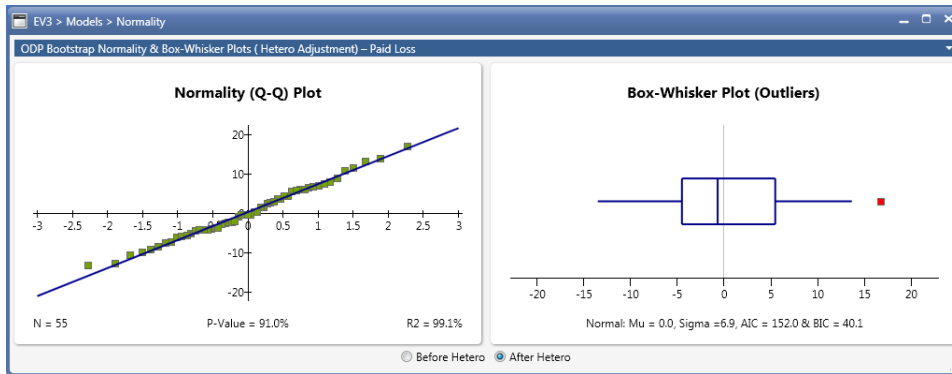 EV3 > Models > Normality
ODP Bootstrap Normality & Box-Whisker Plots ( Hetero Adjustment) – Paid Loss
Normality (Q-Q) Plot
20
10
-3 -2.5 -2 -1.5 -1 -0.5 0 0.5 1 1.5 2 2.5 3
-10
-20
N = 55 P-Value = 91.0% R2 = 99.1%
Box-Whisker Plot (Outliers)
-20 -15 -10 -5 0 5 10 15 20
Normal: Mu = 0.0, Sigma =6.9, AIC = 152.0 & BIC = 40.1
Before Hetero After Hetero